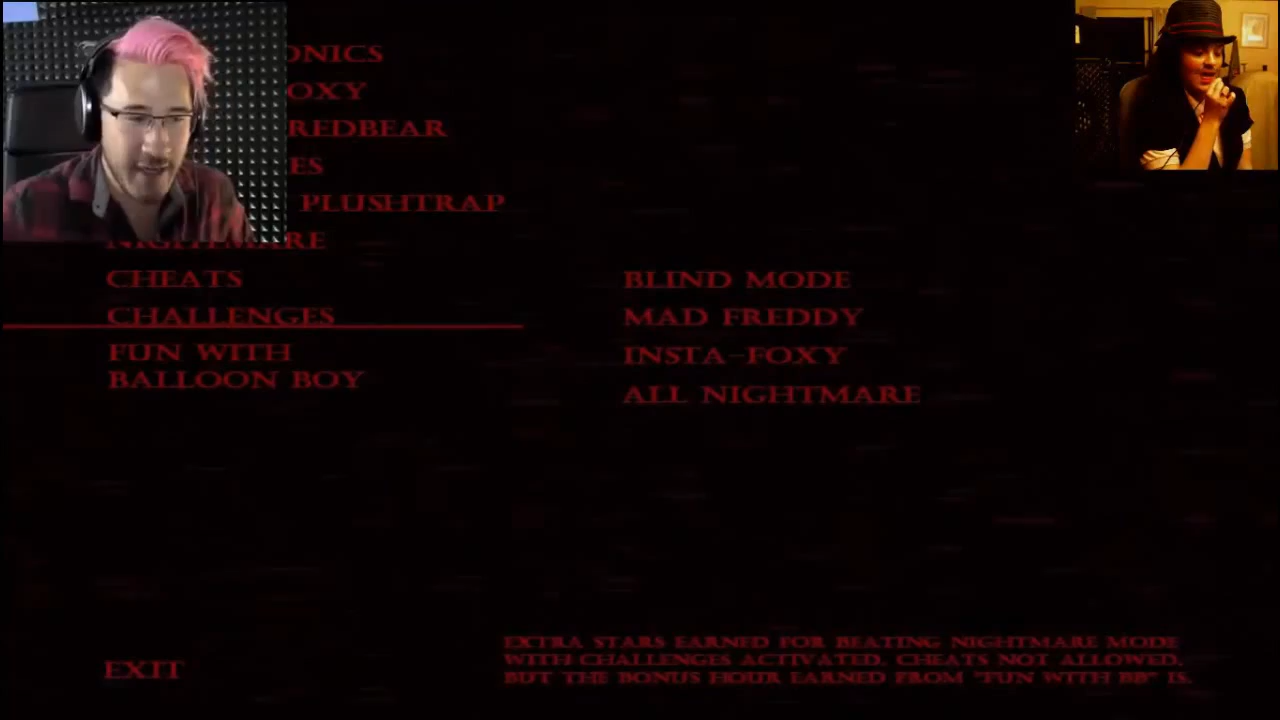 ONICS
OXY
REDBEAR
ES
PLUSHTRAP
NIGHTMARE
CHEATS
CHALLENGES
FUN WITH
BALLOON BOY
BLIND MODE
MAD FREDDY
INSTA-FOXY
ALL NIGHTMARE
EXIT
EXTRA STARS EARNED FOR BEATING NIGHTMARE MODE
WITH CHALLENGES ACTIVATED. CHEATS NOT ALLOWED,
BUT THE BONUS HOUR EARNED FROM "FUN WITH BB" IS.